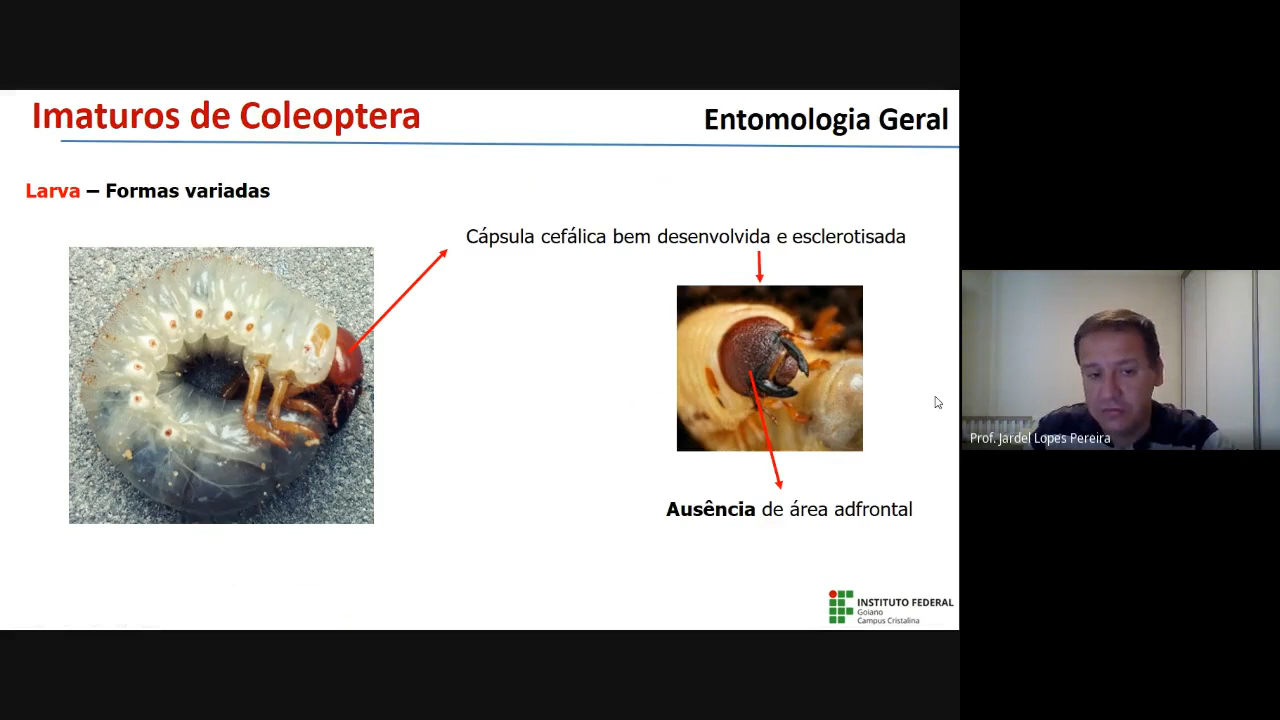 Imaturos de Coleoptera
Entomologia Geral
Larva – Formas variadas
Cápsula cefálica bem desenvolvida e esclerotisada
Ausência de área adfrontal
INSTITUTO FEDERAL
Goiano
Campus Cristalina
Prof. Jardel Lopes Pereira